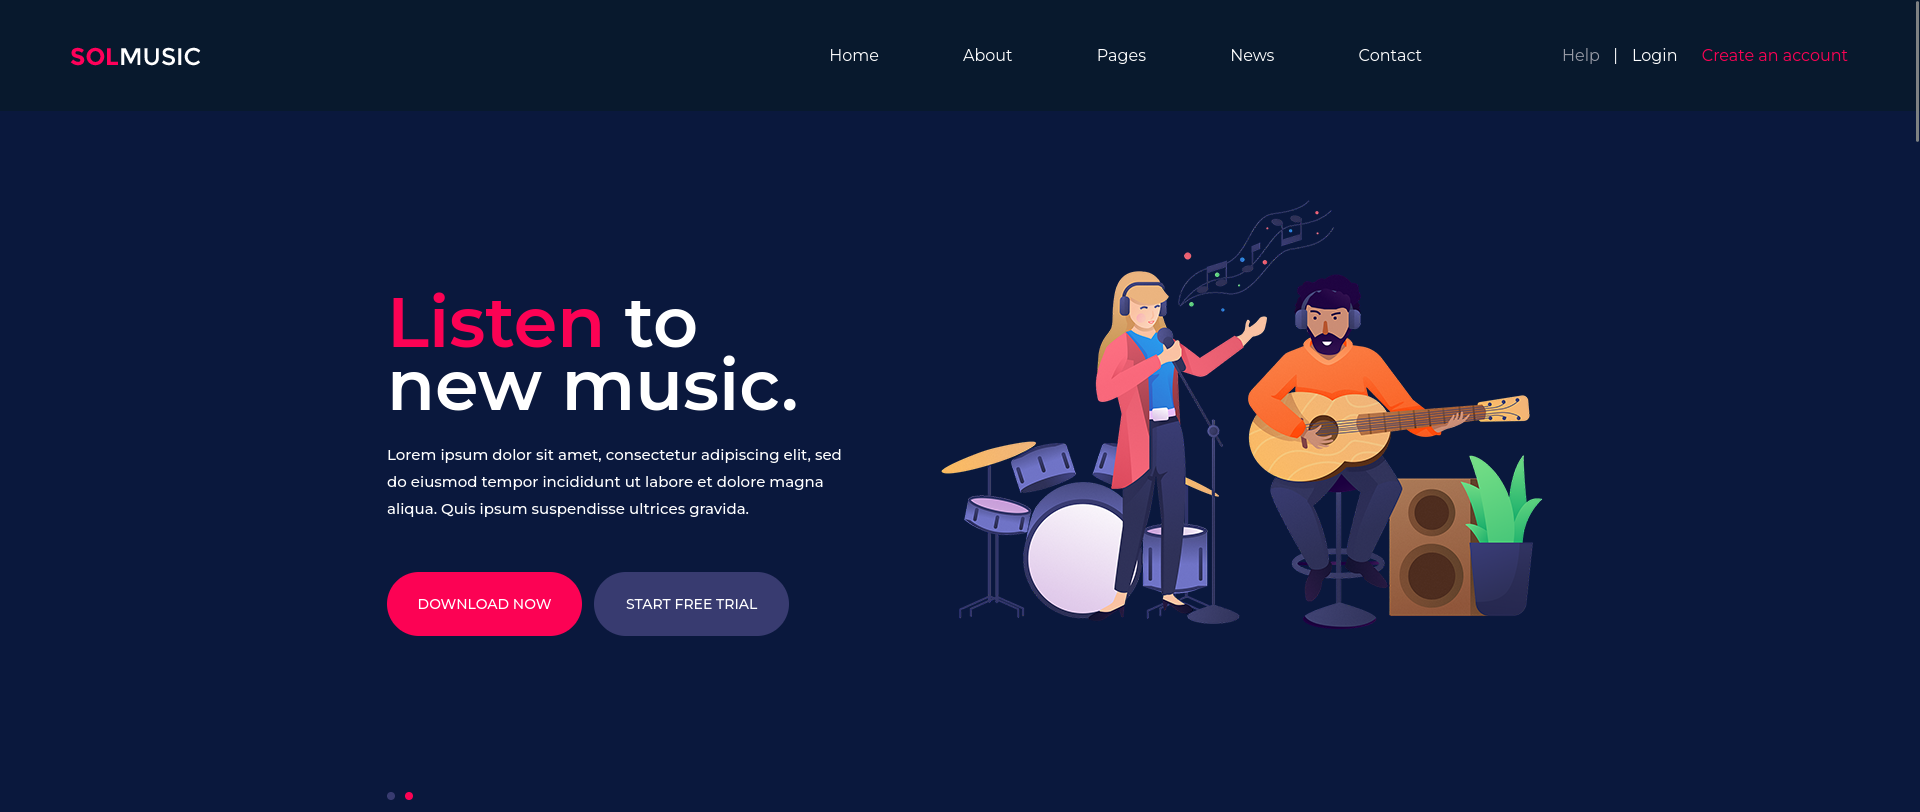 SOLMUSIC Home About Pages News Contact Help | Login Create an account
Listen to
new music.
Lorem ipsum dolor sit amet, consectetur adipiscing elit, sed
do eiusmod tempor incididunt ut labore et dolore magna
aliqua. Quis ipsum suspendisse ultrices gravida.
DOWNLOAD NOW START FREE TRIAL